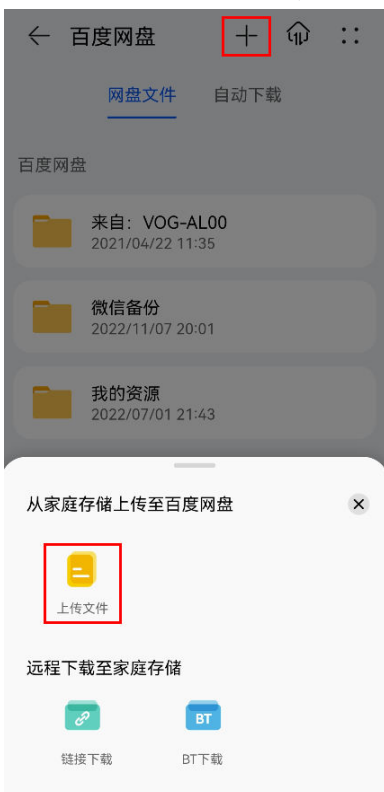 百度网盘
网盘文件 自动下载
百度网盘
来自：VOG-AL00
2021/04/22 11:35
微信备份
2022/11/07 20:01
我的资源
2022/07/01 21:43
从家庭存储上传至百度网盘
上传文件
远程下载至家庭存储
BT
链接下载 BT下载